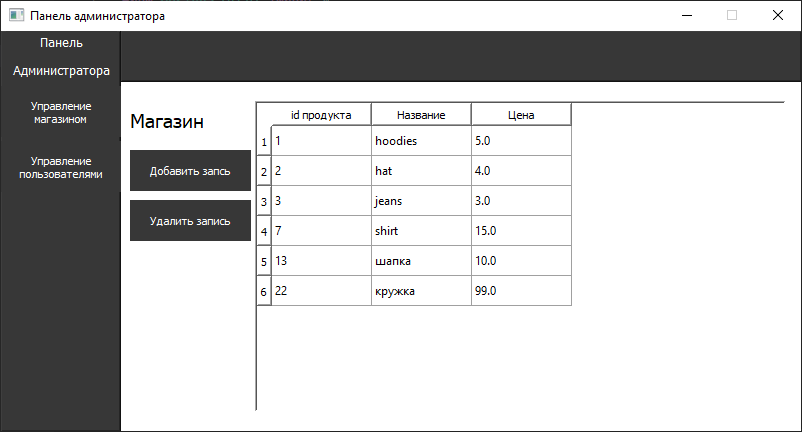 Панель администратора
Панель
Администратора
Управление
магазином
Управление
пользователями
Магазин
Добавить запсь
Удалить запись
id продукта Название Цена
1 1 hoodies 5.0
2 2 hat 4.0
3 3 jeans 3.0
4 7 shirt 15.0
5 13 шапка 10.0
6 22 кружка 99.0